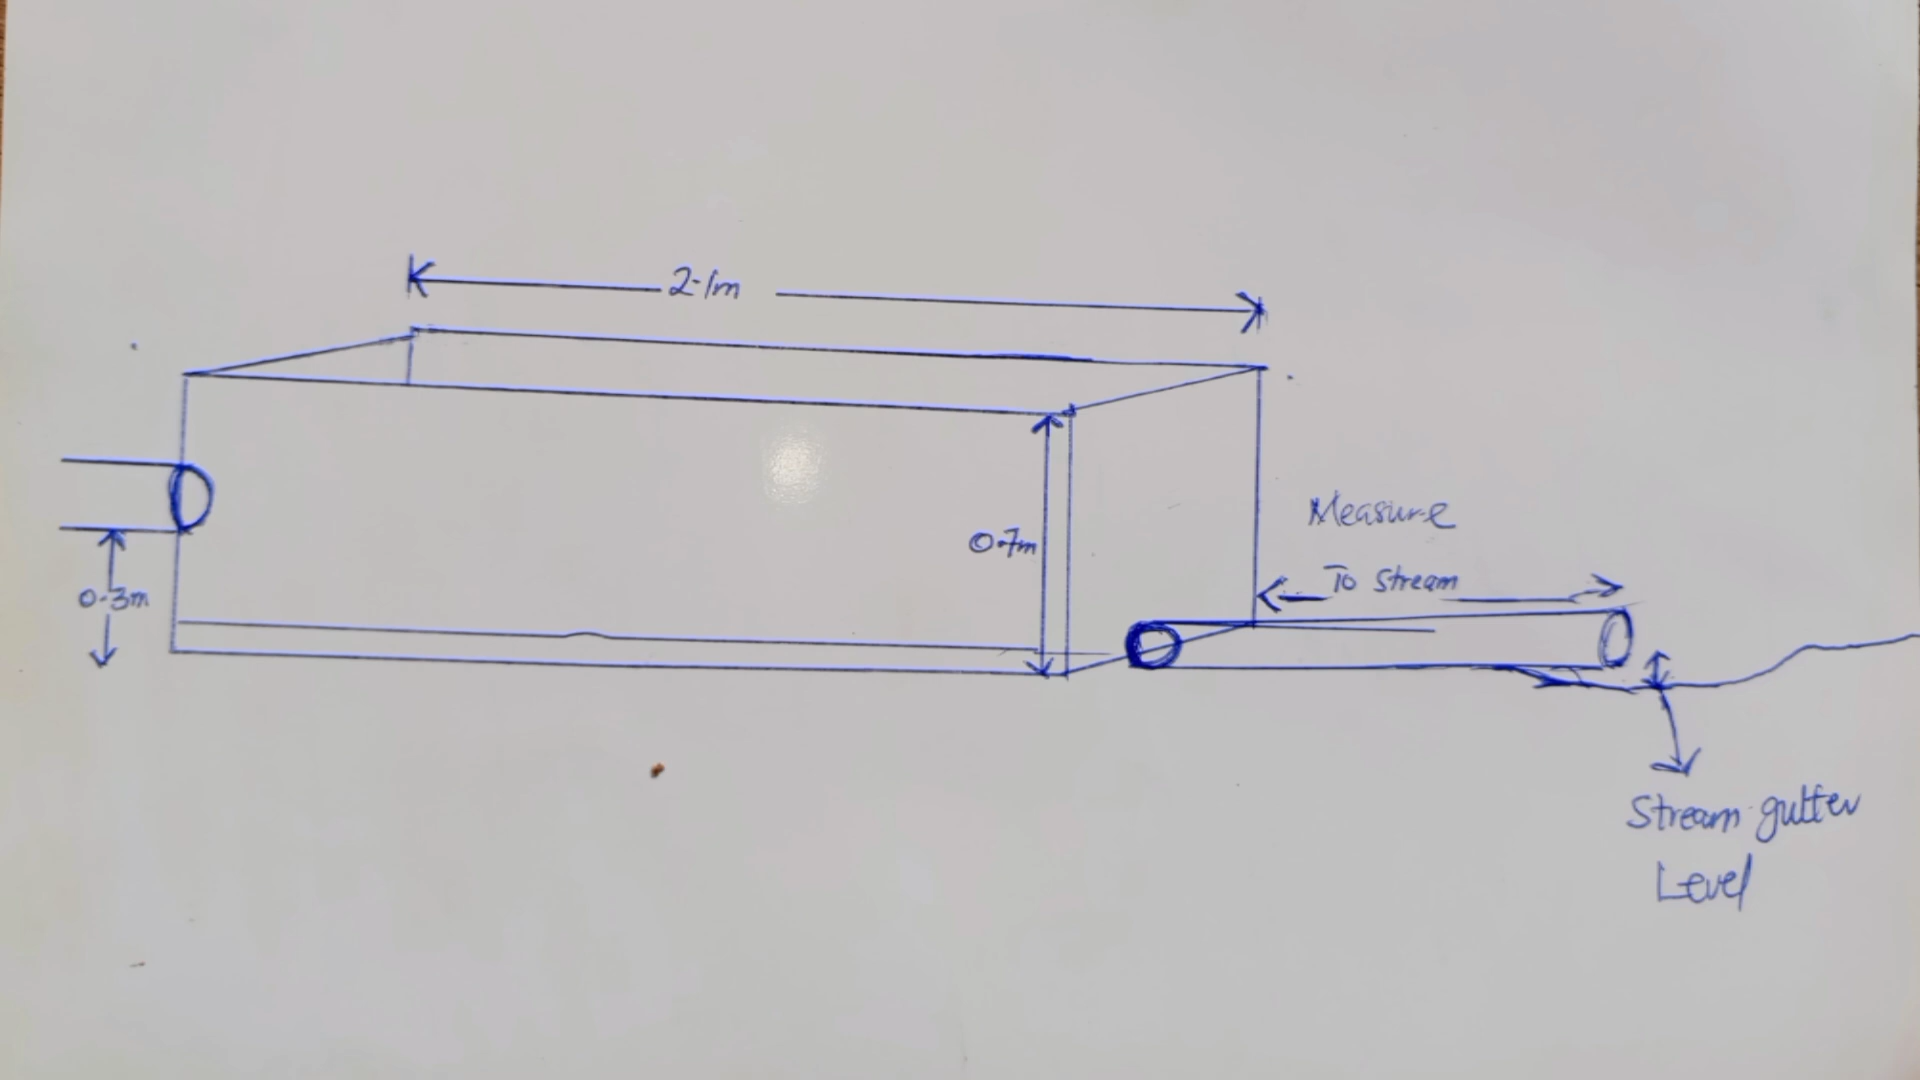 2.1m
0.7m
0.3m
Measure
To Stream
Stream gutter
Level